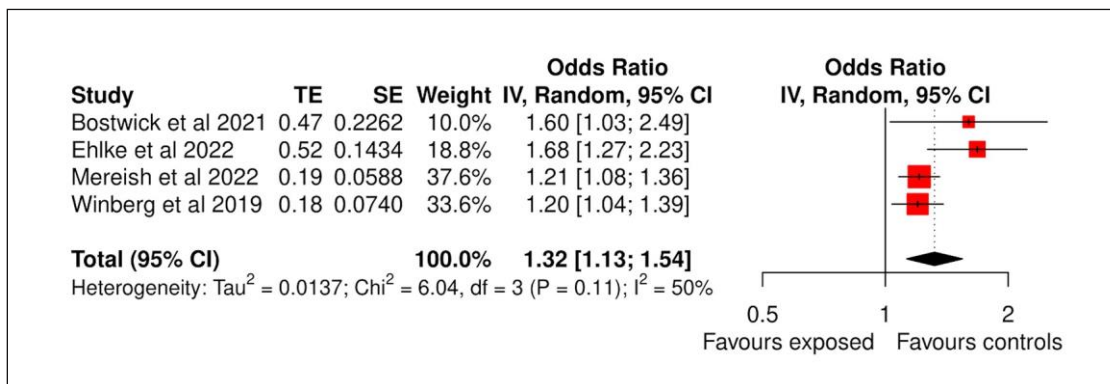 Odds Ratio Odds Ratio
Study TE SE Weight IV, Random, 95% CI IV, Random, 95% CI
Bostwick et al 2021 0.47 0.2262 10.0% 1.60 [1.03; 2.49]
Ehlke et al 2022 0.52 0.1434 18.8% 1.68 [1.27; 2.23]
Mereish et al 2022 0.19 0.0588 37.6% 1.21 [1.08; 1.36]
Winberg et al 2019 0.18 0.0740 33.6% 1.20 [1.04; 1.39]
Total (95% CI) 100.0% 1.32 [1.13; 1.54]
Heterogeneity: Tau² = 0.0137; Chi² = 6.04, df = 3 (P = 0.11); I² = 50%
0.5 1 2
Favours exposed Favours controls